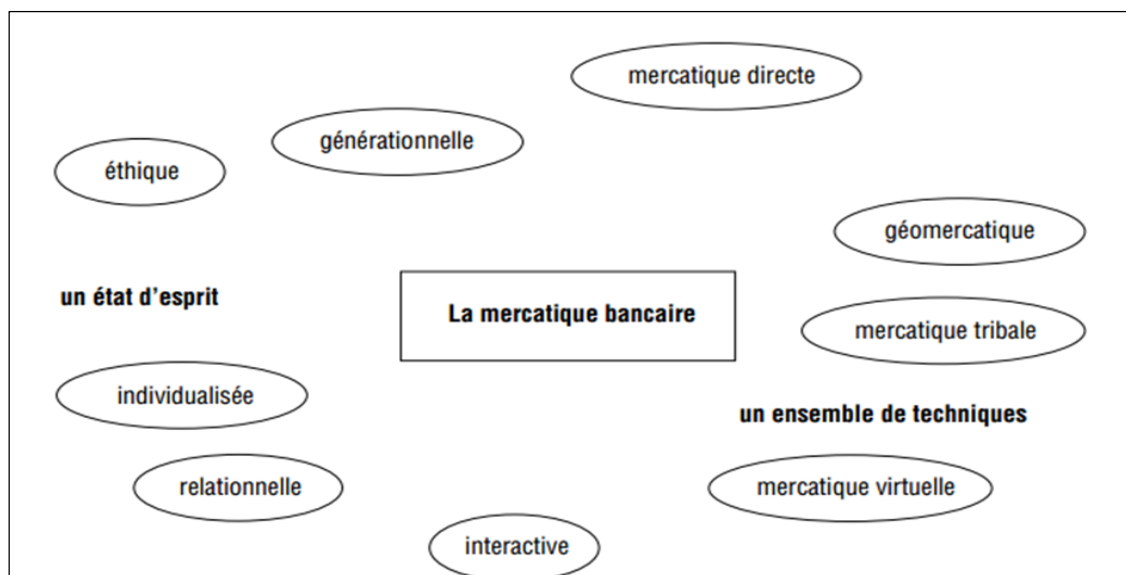 mercatique directe
générationnelle
éthique
géomercatique
un état d’esprit
La mercatique bancaire
mercatique tribale
individualisée
un ensemble de techniques
relationnelle
mercatique virtuelle
interactive